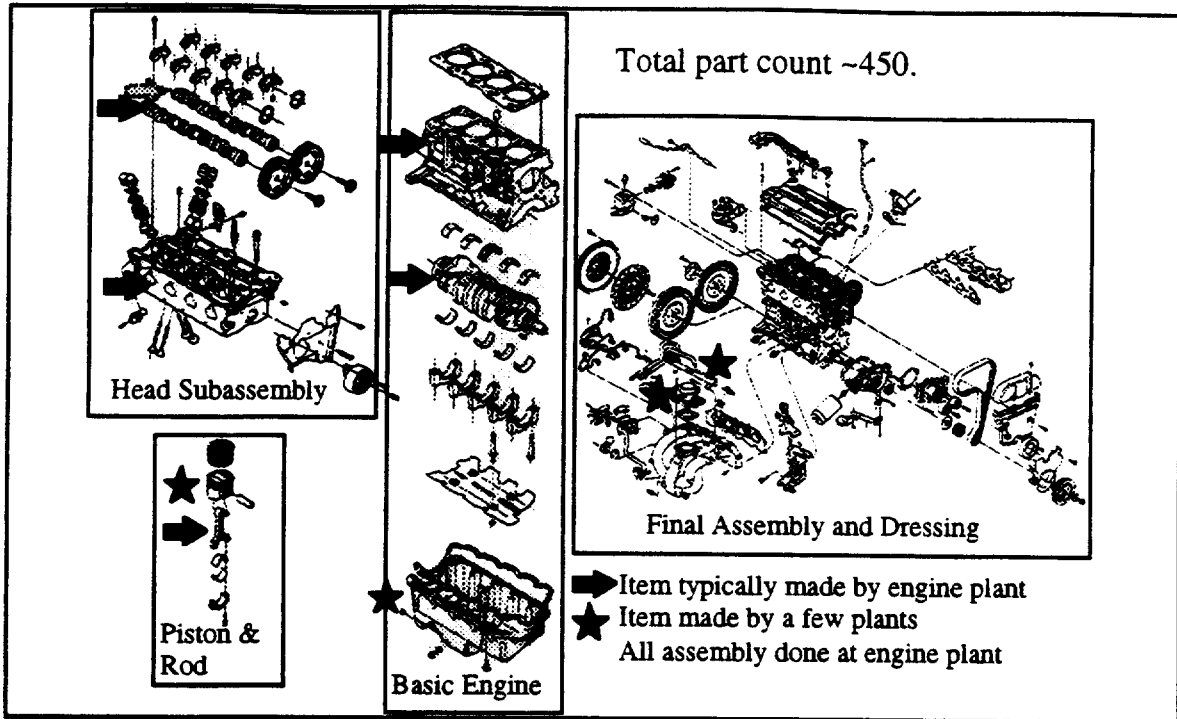 Total part count ~450.
Head Subassembly
Piston &
Rod
Basic Engine
Final Assembly and Dressing
Item typically made by engine plant
Item made by a few plants
All assembly done at engine plant